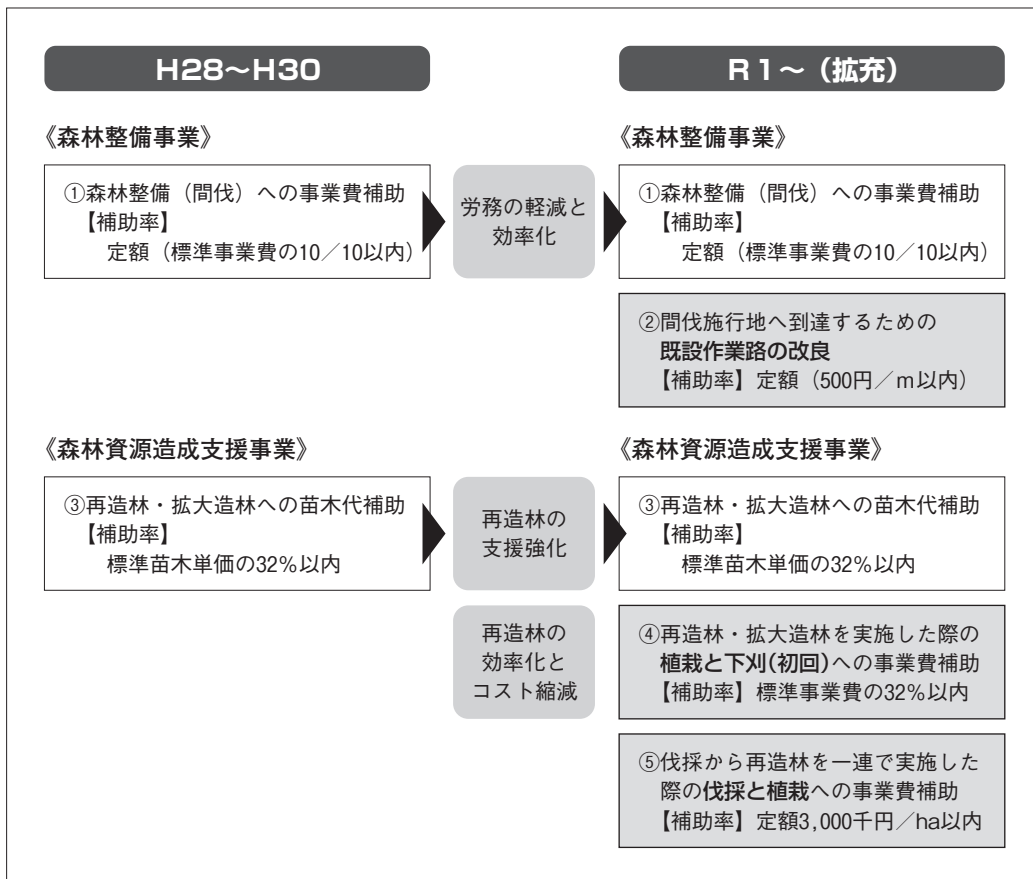 H28～H30
《森林整備事業》
①森林整備（間伐）への事業費補助
【補助率】
定額（標準事業費の10／10以内）
《森林資源造成支援事業》
③再造林・拡大造林への苗木代補助
【補助率】
標準苗木単価の32％以内
労務の軽減と
効率化
再造林の
支援強化
再造林の
効率化と
コスト縮減
R1～（拡充）
《森林整備事業》
①森林整備（間伐）への事業費補助
【補助率】
定額（標準事業費の10／10以内）
②間伐施行地へ到達するための
既設作業路の改良
【補助率】定額（500円／m以内）
《森林資源造成支援事業》
③再造林・拡大造林への苗木代補助
【補助率】
標準苗木単価の32％以内
④再造林・拡大造林を実施した際の
植栽と下刈(初回)への事業費補助
【補助率】標準事業費の32％以内
⑤伐採から再造林を一連で実施した
際の伐採と植栽への事業費補助
【補助率】定額3,000千円／ha以内